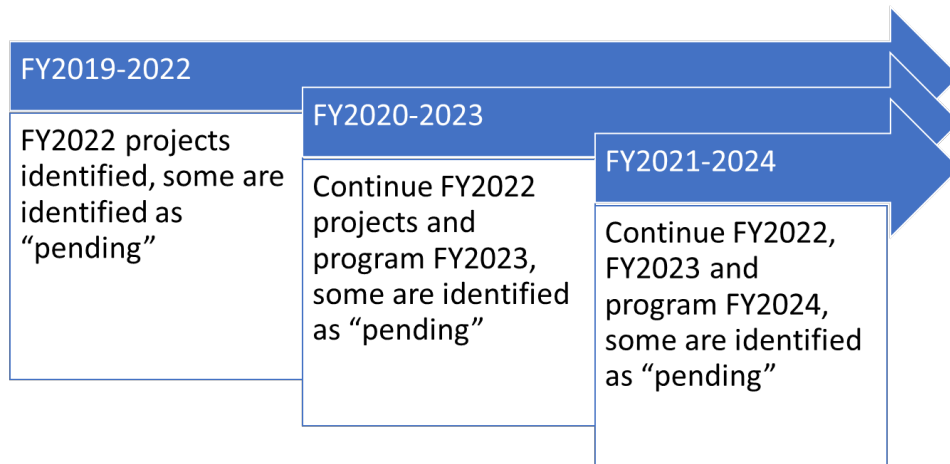 FY2019-2022
FY2022 projects
identified, some are
identified as
“pending”
FY2020-2023
Continue FY2022
projects and
program FY2023,
some are identified
as “pending”
FY2021-2024
Continue FY2022,
FY2023 and
program FY2024,
some are identified
as “pending”